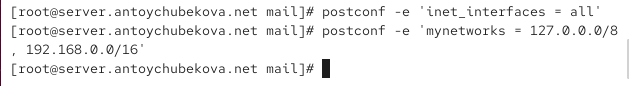 [root@server.antoychubekova.net mail]# postconf -e 'inet_interfaces = all'
[root@server.antoychubekova.net mail]# postconf -e 'mynetworks = 127.0.0.0/8
, 192.168.0.0/16'
[root@server.antoychubekova.net mail]#